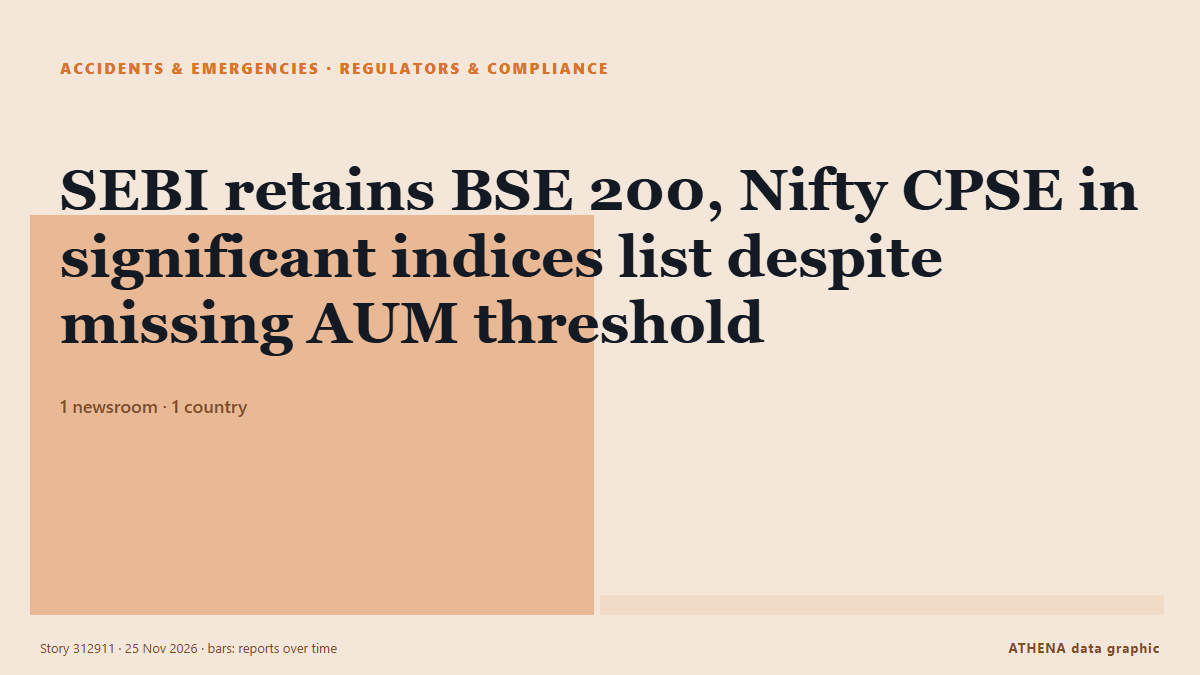 ACCIDENTS & EMERGENCIES · REGULATORS & COMPLIANCE
SEBI retains BSE 200, Nifty CPSE in
significant indices list despite
missing AUM threshold
1 newsroom · 1 country
Story 312911 · 25 Nov 2026 · bars: reports over time
ATHENA data graphic